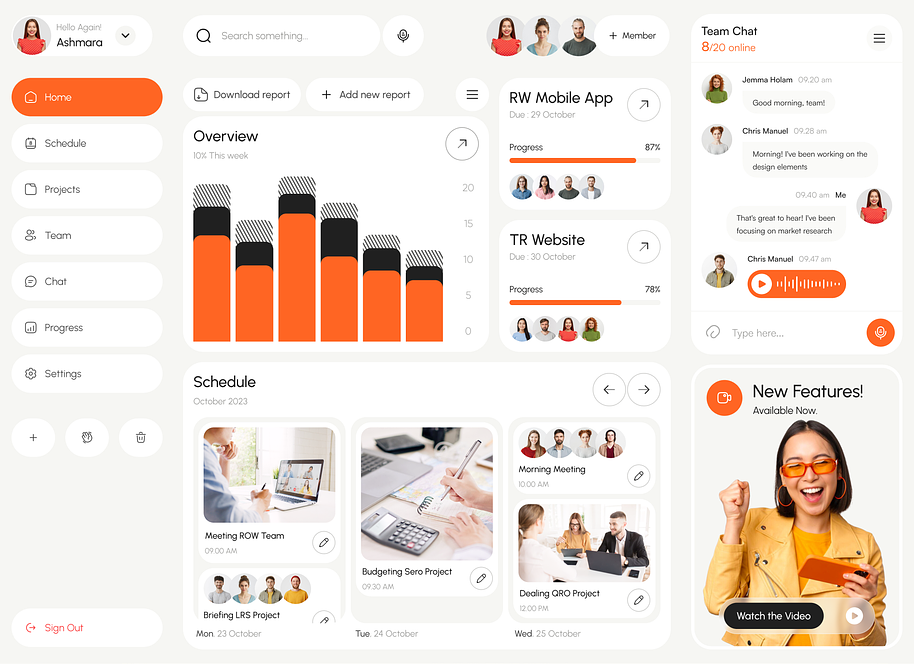 Hello Again!
Ashmara
Search something...
+ Member
Home
Schedule
Projects
Team
Chat
Progress
Settings
Sign Out
Download report
Add new report
Overview
10% This week
20
15
10
5
0
RW Mobile App
Due : 29 October
Progress
87%
TR Website
Due : 30 October
Progress
78%
Schedule
October 2023
Meeting ROW Team
09.00 AM
Briefing LRS Project
Mon. 23 October
Budgeting Sero Project
09.30 AM
Tue. 24 October
Morning Meeting
10.00 AM
Dealing QRO Project
12.00 PM
Wed. 25 October
Team Chat
8/20 online
Jemma Holam 09.20 am
Good morning, team!
Chris Manuel 09.28 am
Morning! I've been working on the
design elements
09.40 am Me
That's great to hear! I've been
focusing on market research
Chris Manuel 09.47 am
Type here...
New Features!
Available Now.
Watch the Video